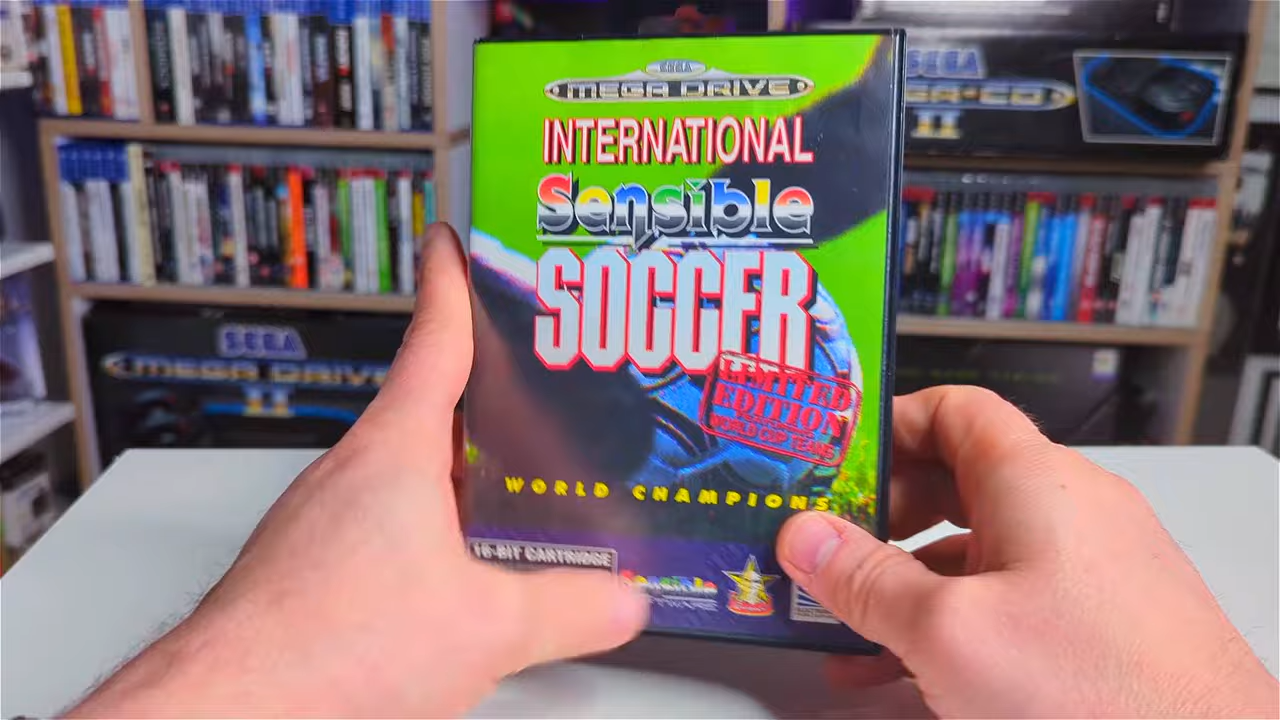 SEGA
MEGA DRIVE
INTERNATIONAL
Sensible
SOCCER
LIMITED
EDITION
WORLD CUP TEAMS
WORLD CHAMPIONS
16-BIT CARTRIDGE
Sensible
SEGA
MEGA-CD
II
SEGA
MEGA DRIVE
II